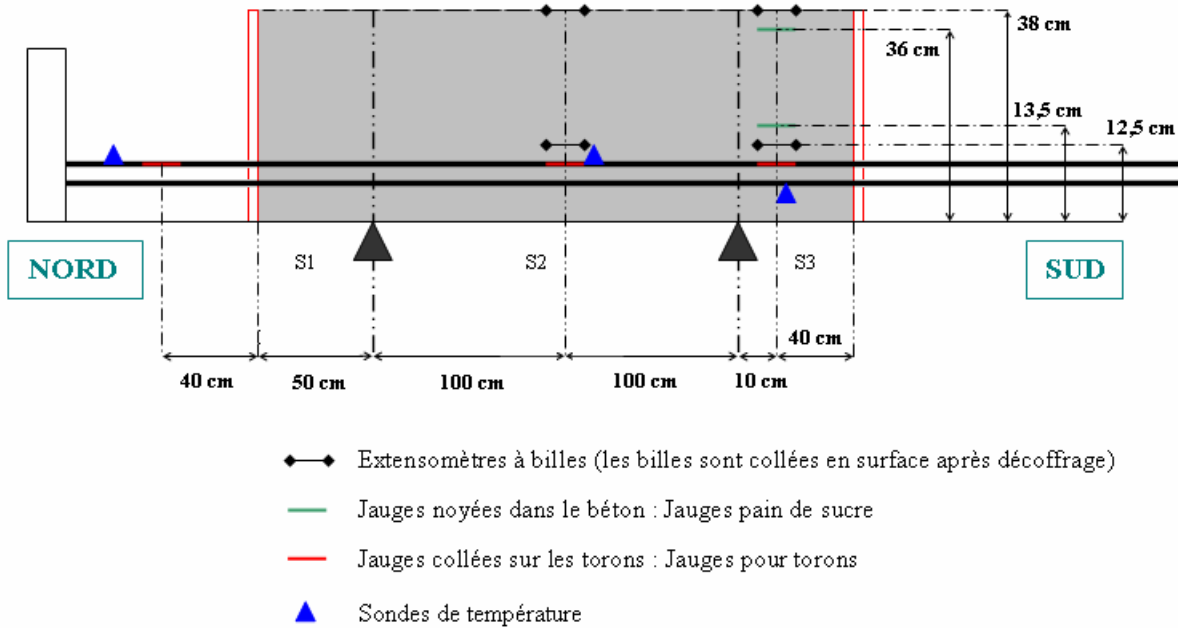 38 cm
36 cm
13,5 cm
12,5 cm
NORD
S1
S2
S3
SUD
40 cm
50 cm
100 cm
100 cm
10 cm
40 cm
Extensomètres à billes (les billes sont collées en surface après décoffrage)
Jauges noyées dans le béton : Jauges pain de sucre
Jauges collées sur les torons : Jauges pour torons
Sondes de température